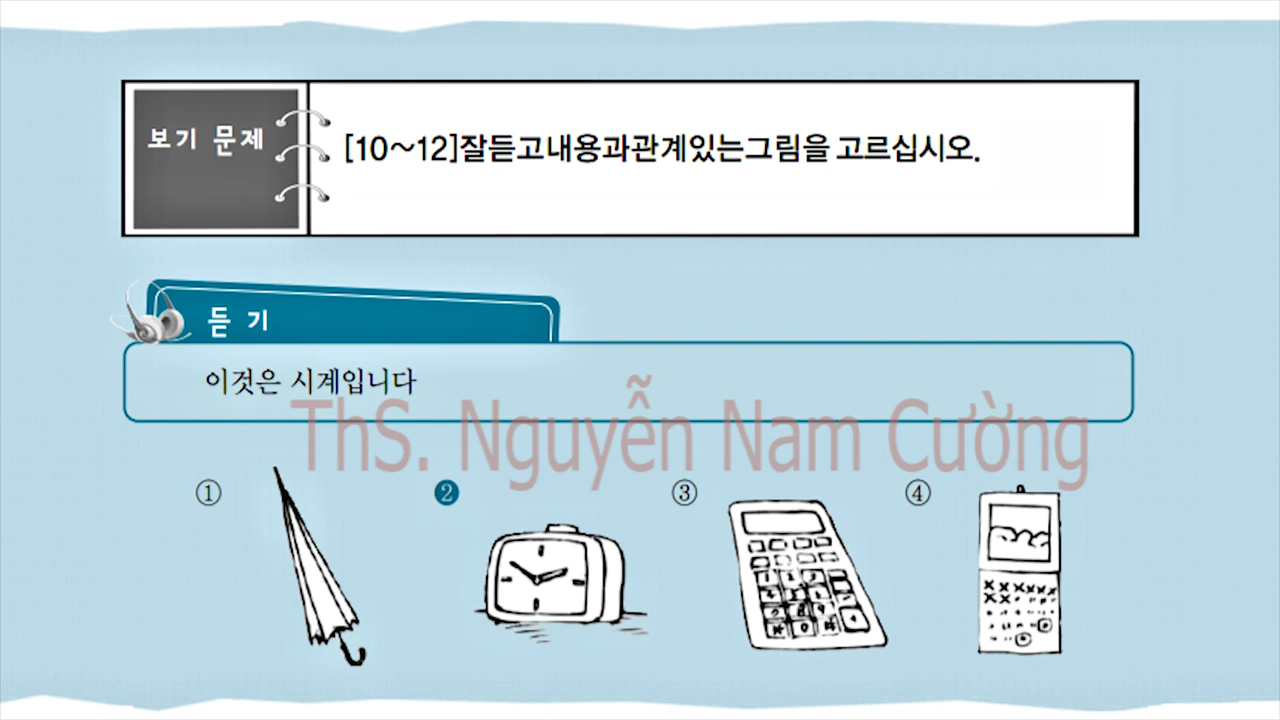 보기 문제
[10~12]잘듣고내용과관계있는그림을 고르십시오.
듣 기
이것은 시계입니다
ThS. Nguyễn Nam Cường
① ② ③ ④